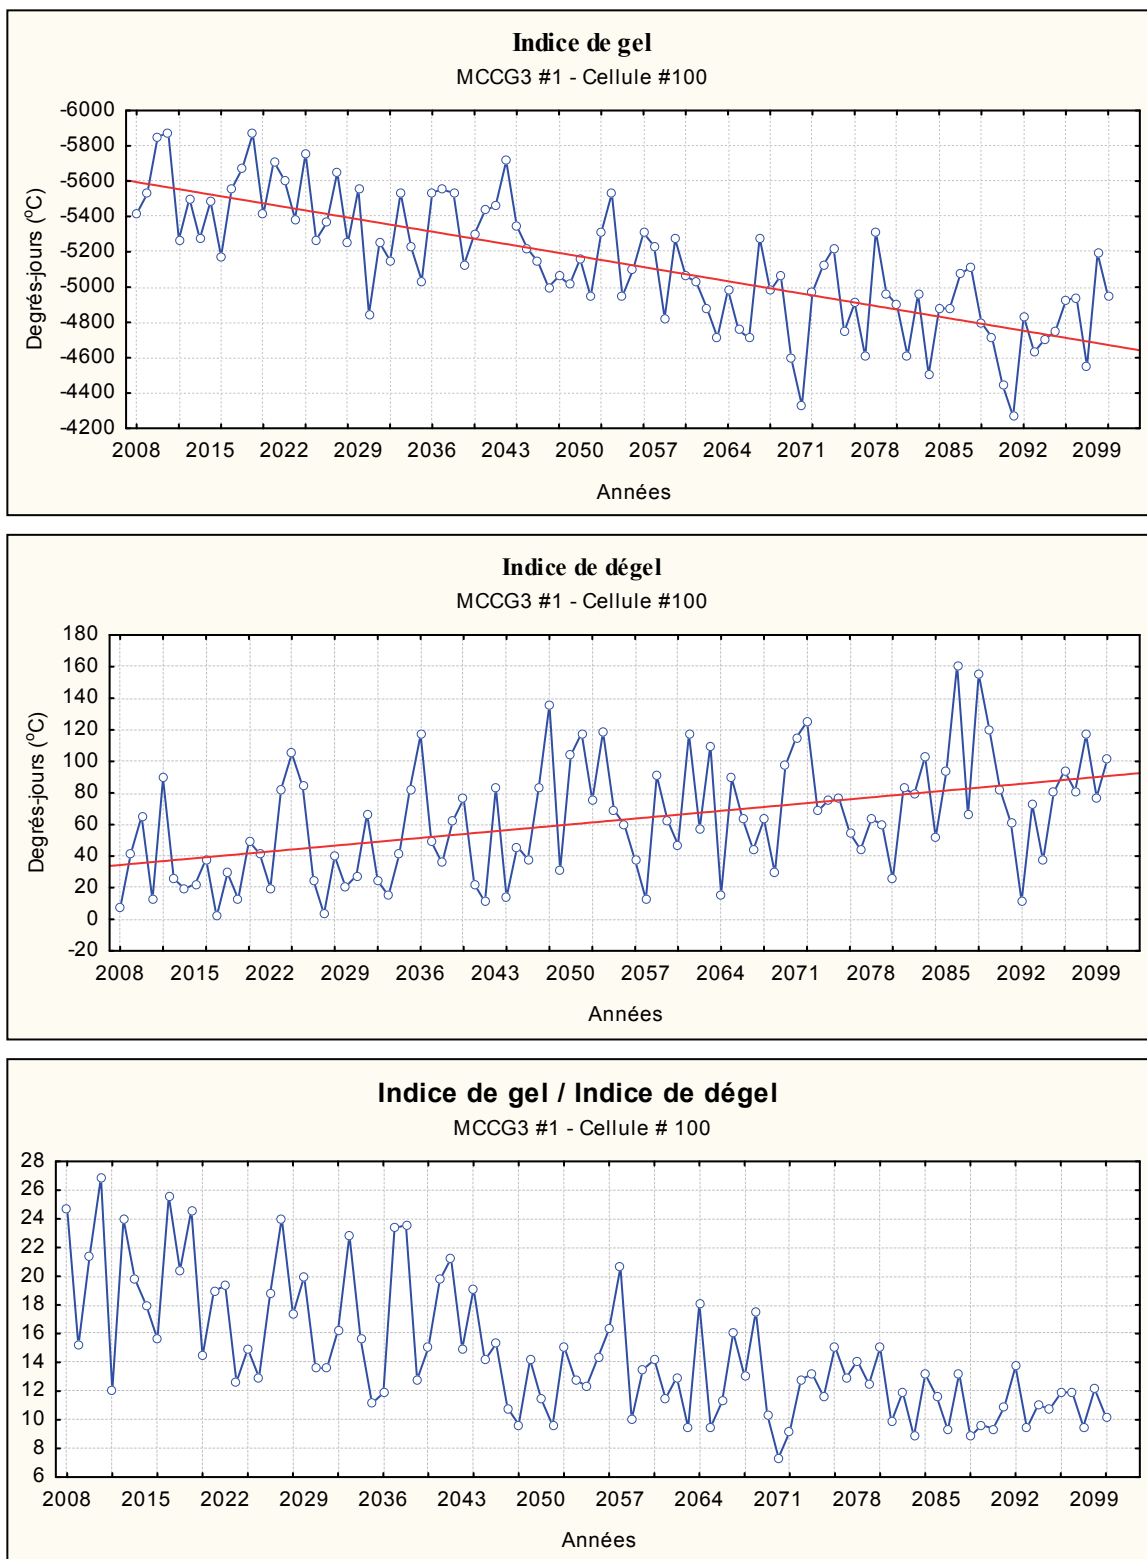 Indice de gel
MCCG3 #1 - Cellule #100
Degrés-jours (°C)
-6000
-5800
-5600
-5400
-5200
-5000
-4800
-4600
-4400
-4200
2008 2015 2022 2029 2036 2043 2050 2057 2064 2071 2078 2085 2092 2099
Années
Indice de dégel
MCCG3 #1 - Cellule #100
Degrés-jours (°C)
180
160
140
120
100
80
60
40
20
0
-20
2008 2015 2022 2029 2036 2043 2050 2057 2064 2071 2078 2085 2092 2099
Années
Indice de gel / Indice de dégel
MCCG3 #1 - Cellule # 100
28
26
24
22
20
18
16
14
12
10
8
6
2008 2015 2022 2029 2036 2043 2050 2057 2064 2071 2078 2085 2092 2099
Années